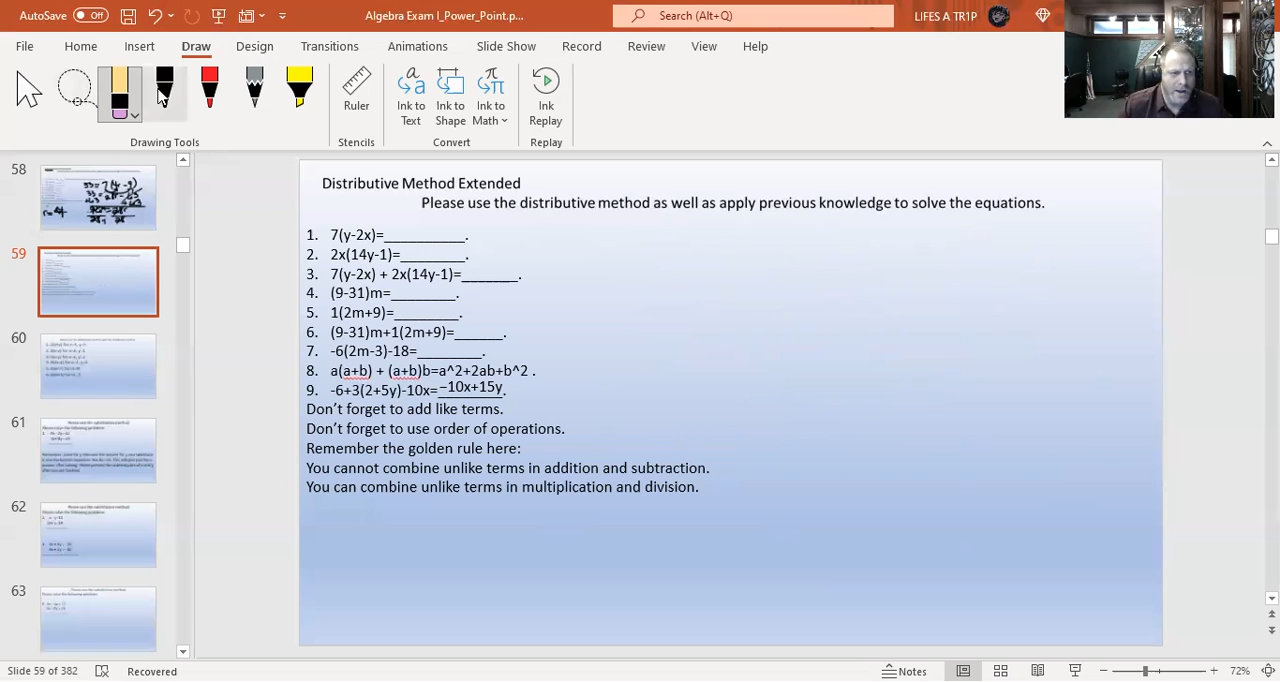 AutoSave Off Algebra Exam I_Power_Point.p... Search (Alt+Q) LIFES A TR1P
File Home Insert Draw Design Transitions Animations Slide Show Record Review View Help
Ruler Ink to Text Ink to Shape Ink to Math Ink Replay
Drawing Tools Stencils Convert Replay
58
59
60
61
62
63
Distributive Method Extended
Please use the distributive method as well as apply previous knowledge to solve the equations.
1. 7(y-2x)=__________.
2. 2x(14y-1)=________.
3. 7(y-2x) + 2x(14y-1)=_______.
4. (9-31)m=________.
5. 1(2m+9)=________.
6. (9-31)m+1(2m+9)=______.
7. -6(2m-3)-18=________.
8. a(a+b) + (a+b)b=a^2+2ab+b^2 .
9. -6+3(2+5y)-10x=−10x+15y.
Don't forget to add like terms.
Don't forget to use order of operations.
Remember the golden rule here:
You cannot combine unlike terms in addition and subtraction.
You can combine unlike terms in multiplication and division.
Slide 59 of 382 Recovered Notes 72%